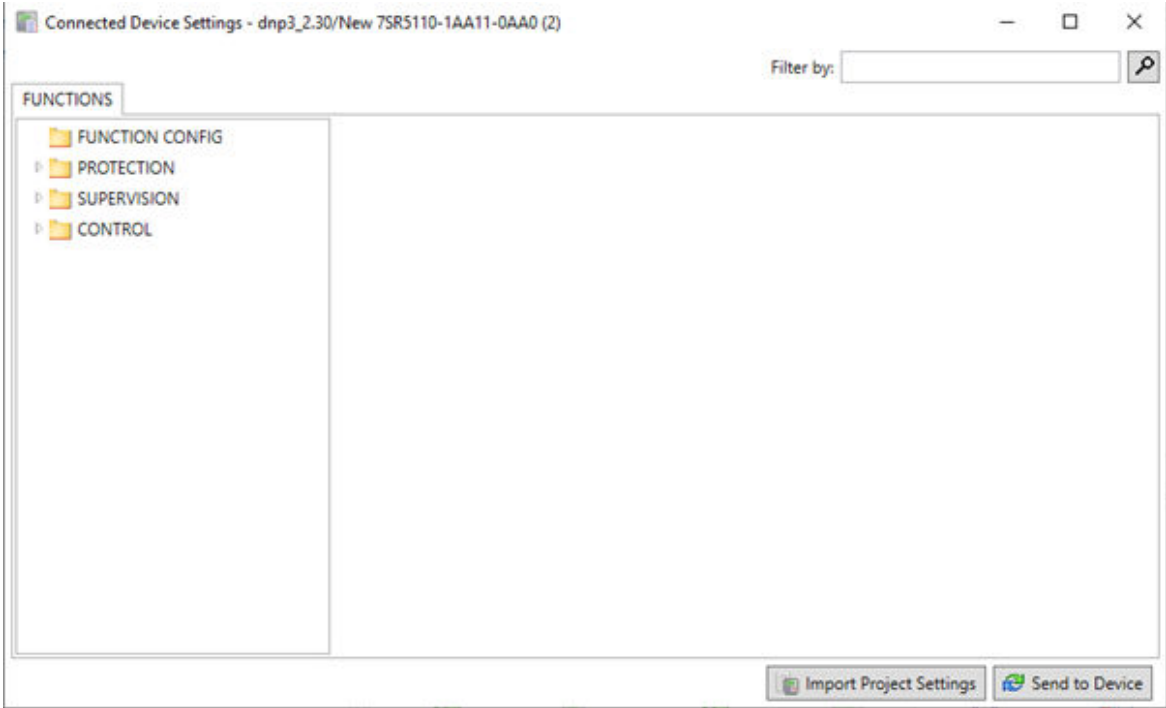 Connected Device Settings - dnp3_2.30/New 7SR5110-1AA11-0AA0 (2)
Filter by:
FUNCTIONS
FUNCTION CONFIG
PROTECTION
SUPERVISION
CONTROL
Import Project Settings
Send to Device